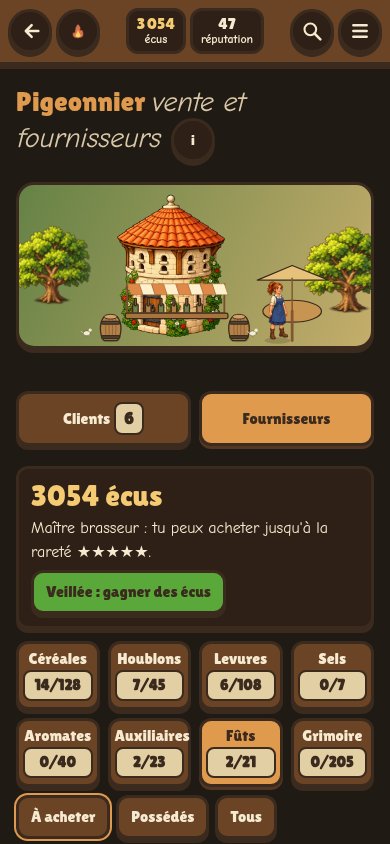 3054
écus
47
réputation
Pigeonnier vente et
fournisseurs i
Clients 6
Fournisseurs
3054 écus
Maître brasseur : tu peux acheter jusqu'à la
rareté ★★★★★.
Veillée : gagner des écus
Céréales Houblons Levures Sels
14/128 7/45 6/108 0/7
Aromates Auxiliaires Fûts Grimoire
0/40 2/23 2/21 0/205
À acheter Possédés Tous